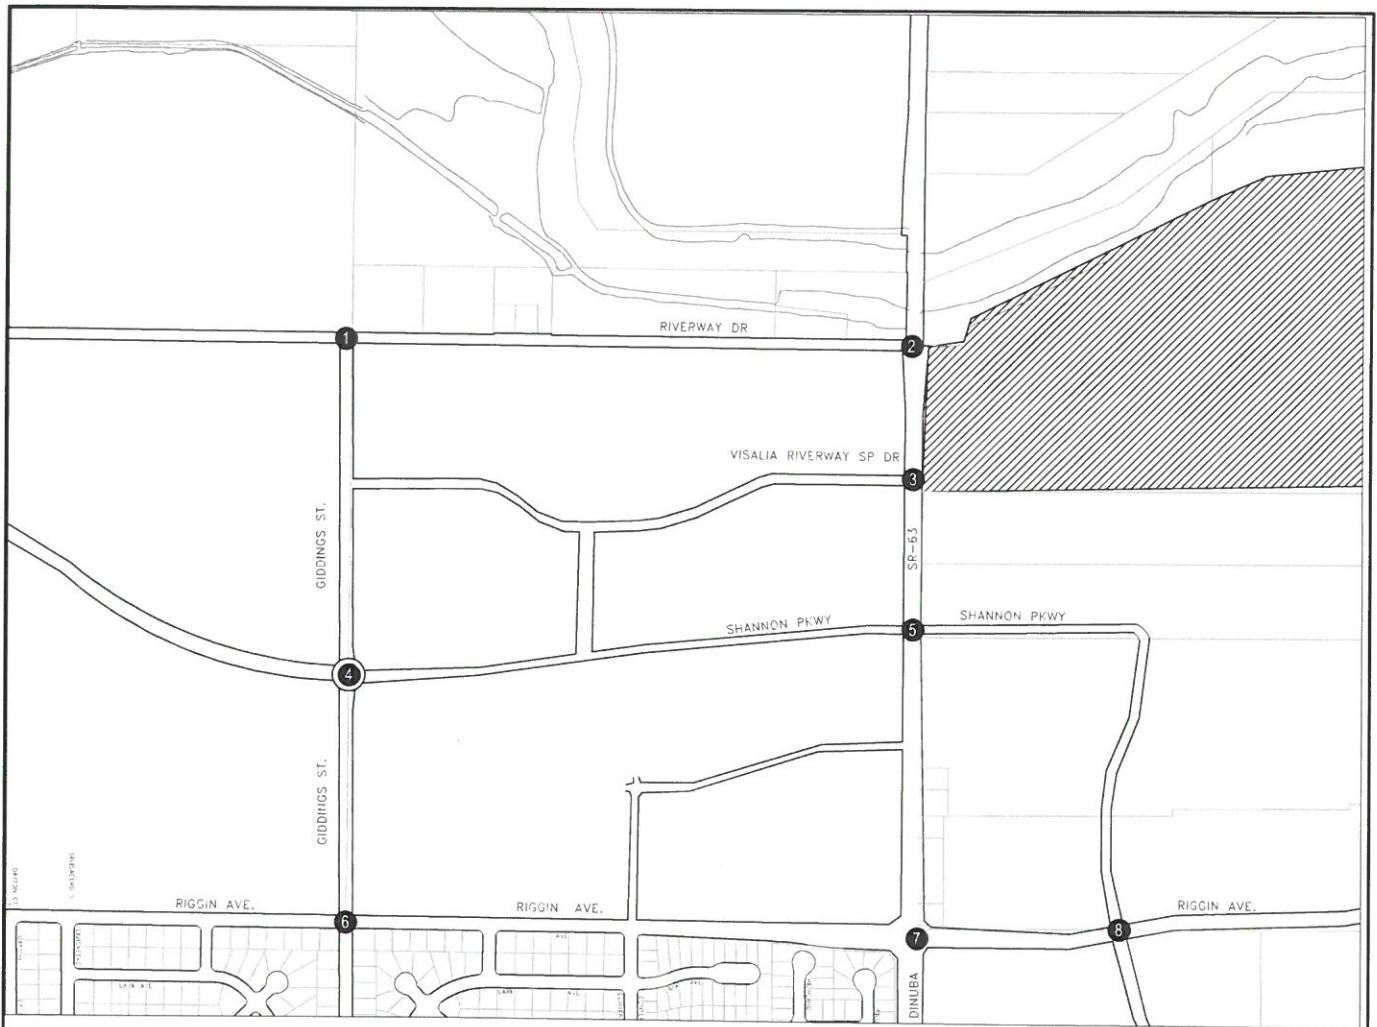 RIVERWAY DR
1
2
VISALIA RIVERWAY SP DR
3
GIDDINGS ST.
SR-63
SHANNON PKWY
SHANNON PKWY
5
4
GIDDINGS ST.
RIGGIN AVE.
RIGGIN AVE.
RIGGIN AVE.
6
7
8
AVE.
DINUBA